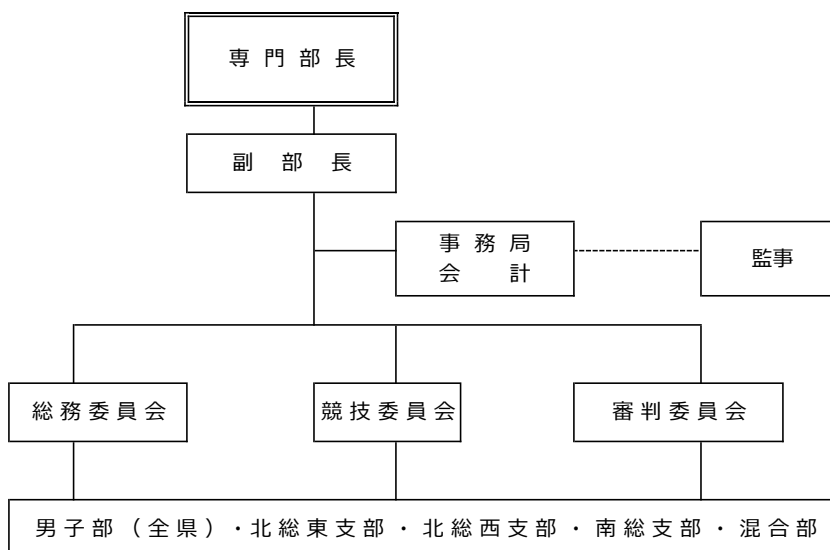 専門部長
副部長
事務局
会計
監事
総務委員会
競技委員会
審判委員会
男子部（全県）・北総東支部・北総西支部・南総支部・混合部